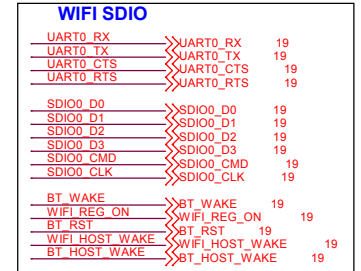 WIFI SDIO
UART0_RX UART0_RX 19
UART0_TX UART0_TX 19
UART0_CTS UART0_CTS 19
UART0_RTS UART0_RTS 19
SDIO0_D0 SDIO0_D0 19
SDIO0_D1 SDIO0_D1 19
SDIO0_D2 SDIO0_D2 19
SDIO0_D3 SDIO0_D3 19
SDIO0_CMD SDIO0_CMD 19
SDIO0_CLK SDIO0_CLK 19
BT_WAKE BT_WAKE 19
WIFI_REG_ON WIFI_REG_ON 19
BT_RST BT_RST 19
WIFI_HOST_WAKE WIFI_HOST_WAKE 19
BT_HOST_WAKE BT_HOST_WAKE 19